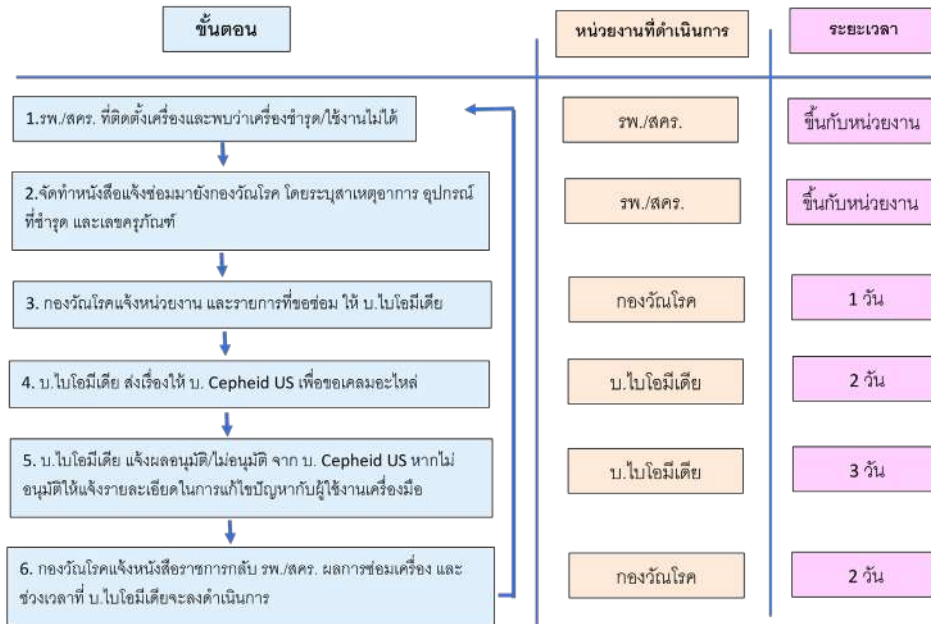 ขั้นตอน
หน่วยงานที่ดำเนินการ
ระยะเวลา
1.รพ./สคร. ที่ติดตั้งเครื่องและพบว่าเครื่องชำรุด/ใช้งานไม่ได้
รพ./สคร.
ขึ้นกับหน่วยงาน
2.จัดทำหนังสือแจ้งซ่อมมายังกองวัณโรค โดยระบุสาเหตุอาการ อุปกรณ์
ที่ชำรุด และเลขครุภัณฑ์
รพ./สคร.
ขึ้นกับหน่วยงาน
3. กองวัณโรคแจ้งหน่วยงาน และรายการที่ขอซ่อม ให้ บ.ไบโอมีเดีย
กองวัณโรค
1 วัน
4. บ.ไบโอมีเดีย ส่งเรื่องให้ บ. Cepheid US เพื่อขอเคลมอะไหล่
บ.ไบโอมีเดีย
2 วัน
5. บ.ไบโอมีเดีย แจ้งผลอนุมัติ/ไม่อนุมัติ จาก บ. Cepheid US หากไม่
อนุมัติให้แจ้งรายละเอียดในการแก้ไขปัญหากับผู้ใช้งานเครื่องมือ
บ.ไบโอมีเดีย
3 วัน
6. กองวัณโรคแจ้งหนังสือราชการกลับ รพ./สคร. ผลการซ่อมเครื่อง และ
ช่วงเวลาที่ บ.ไบโอมีเดียจะลงดำเนินการ
กองวัณโรค
2 วัน